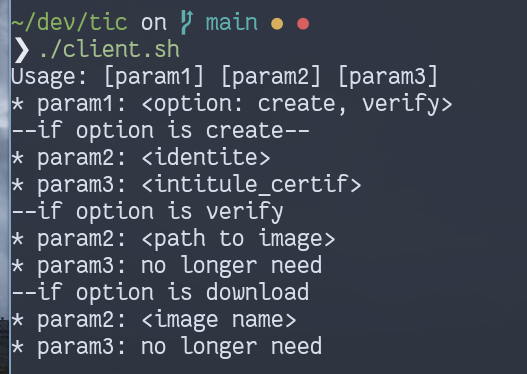 ~/dev/tic on main
❯ ./client.sh
Usage: [param1] [param2] [param3]
* param1: <option: create, verify>
--if option is create--
* param2: <identite>
* param3: <intitule_certif>
--if option is verify
* param2: <path to image>
* param3: no longer need
--if option is download
* param2: <image name>
* param3: no longer need